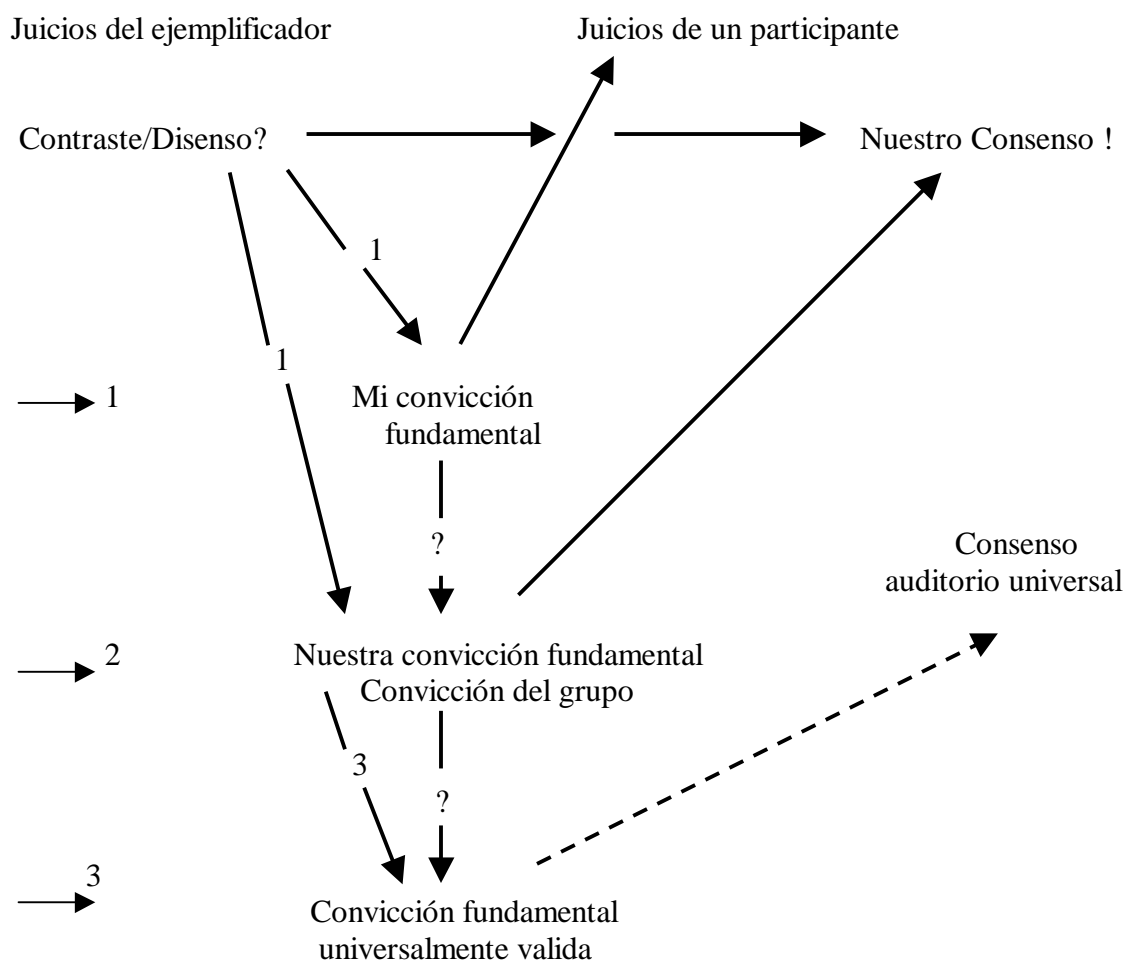 Juicios del ejemplificador
Juicios de un participante
Contraste/Disenso?
Nuestro Consenso !
1
1
1
Mi convicción
fundamental
?
Consenso
auditorio universal
2
Nuestra convicción fundamental
Convicción del grupo
3
?
3
Convicción fundamental
universalmente valida